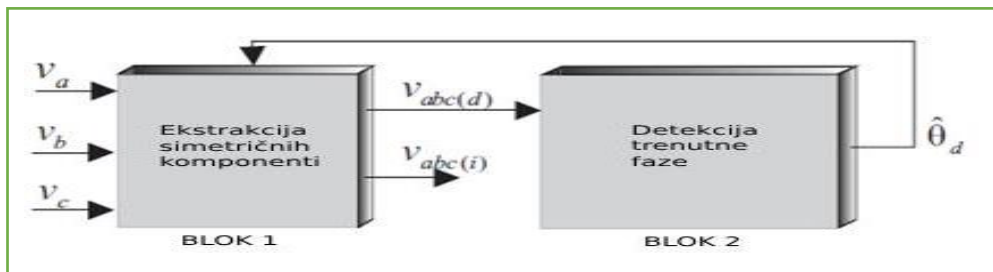 v_a
v_b
v_c
Ekstrakcija
simetričnih
komponenti
BLOK 1
v_abc(d)
v_abc(i)
Detekcija
trenutne
faze
BLOK 2
θ̂_d